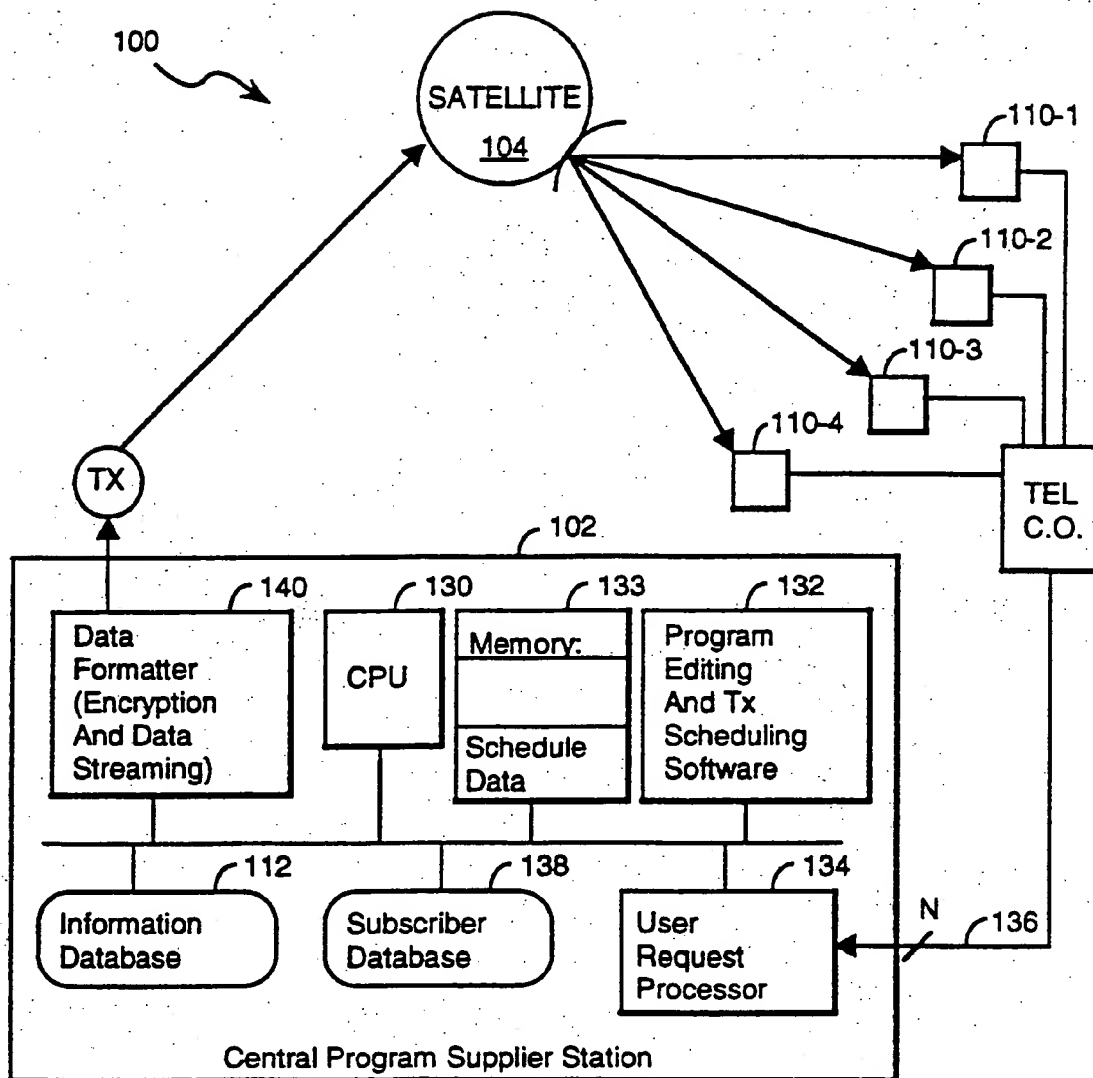 100
SATELLITE
104
110-1
110-2
110-3
110-4
TX
TEL
C.O.
102
140
130
133
132
Data
Formatter
(Encryption
And Data
Streaming)
CPU
Memory:
Schedule
Data
Program
Editing
And Tx
Scheduling
Software
112
138
134
Information
Database
Subscriber
Database
User
Request
Processor
N
136
Central Program Supplier Station